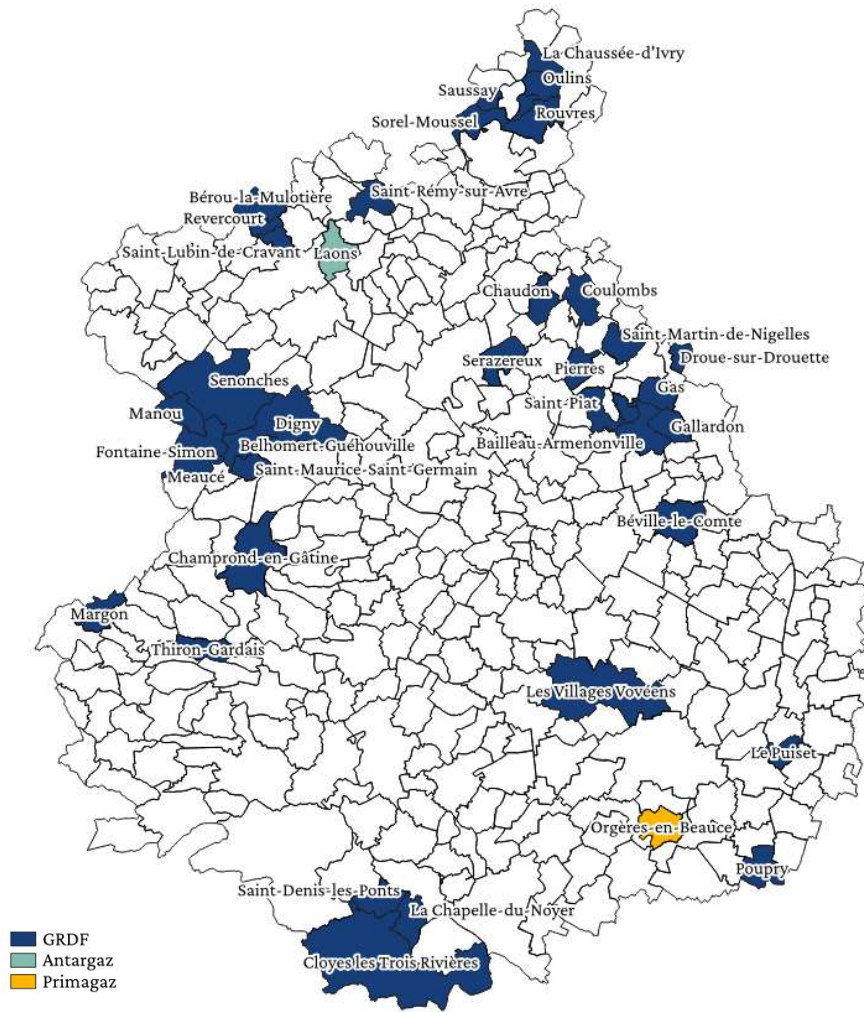 La Chaussée-d'Ivry
Oulins
Saussay
Rouvres
Sorel-Moussel
Saint-Rémy-sur-Avre
Bérou-la-Mulotière
Revercourt
Saint-Lubin-de-Cravant
Laons
Chaudon
Coulombs
Saint-Martin-de-Nigelles
Droue-sur-Drouette
Serazereux
Pierres
Senonches
Gas
Saint-Piat
Manou
Digny
Gallardon
Bailleau-Armenonville
Belhomert-Guéhouville
Fontaine-Simon
Saint-Maurice-Saint-Germain
Meaucé
Béville-le-Comte
Champrond-en-Gâtine
Margon
Thiron-Gardais
Les Villages Vovéens
Le Puiset
Orgères-en-Beauce
Poupry
Saint-Denis-les-Ponts
La Chapelle-du-Noyer
Cloyes les Trois Rivières
GRDF
Antargaz
Primagaz